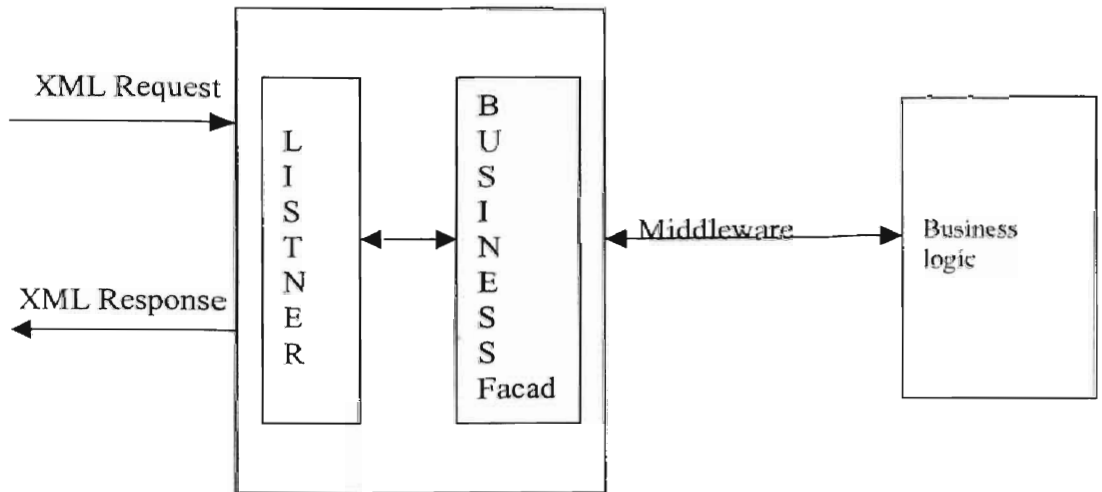 XML Request
XML Response
L
I
S
T
N
E
R
B
U
S
I
N
E
S
S
Facad
Middleware
Business
logic